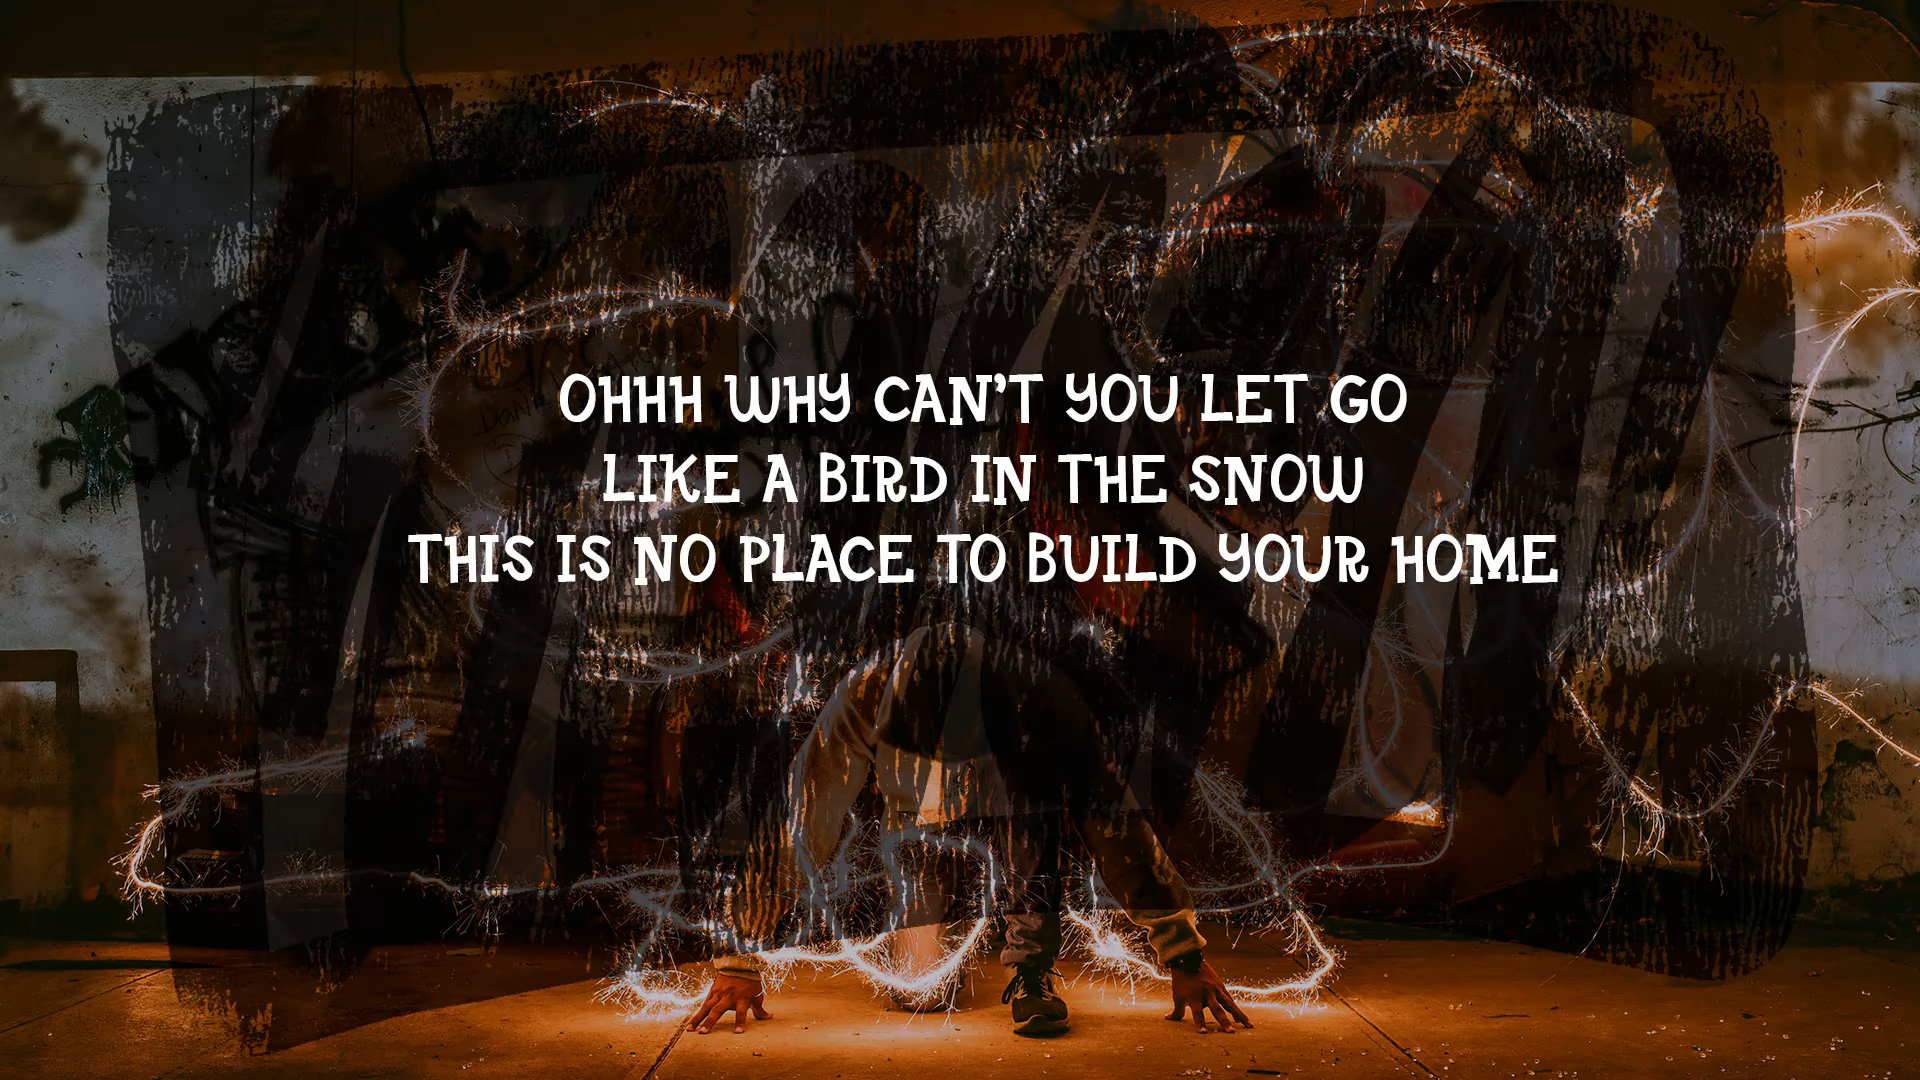 OHHH WHY CAN'T YOU LET GO
LIKE A BIRD IN THE SNOW
THIS IS NO PLACE TO BUILD YOUR HOME